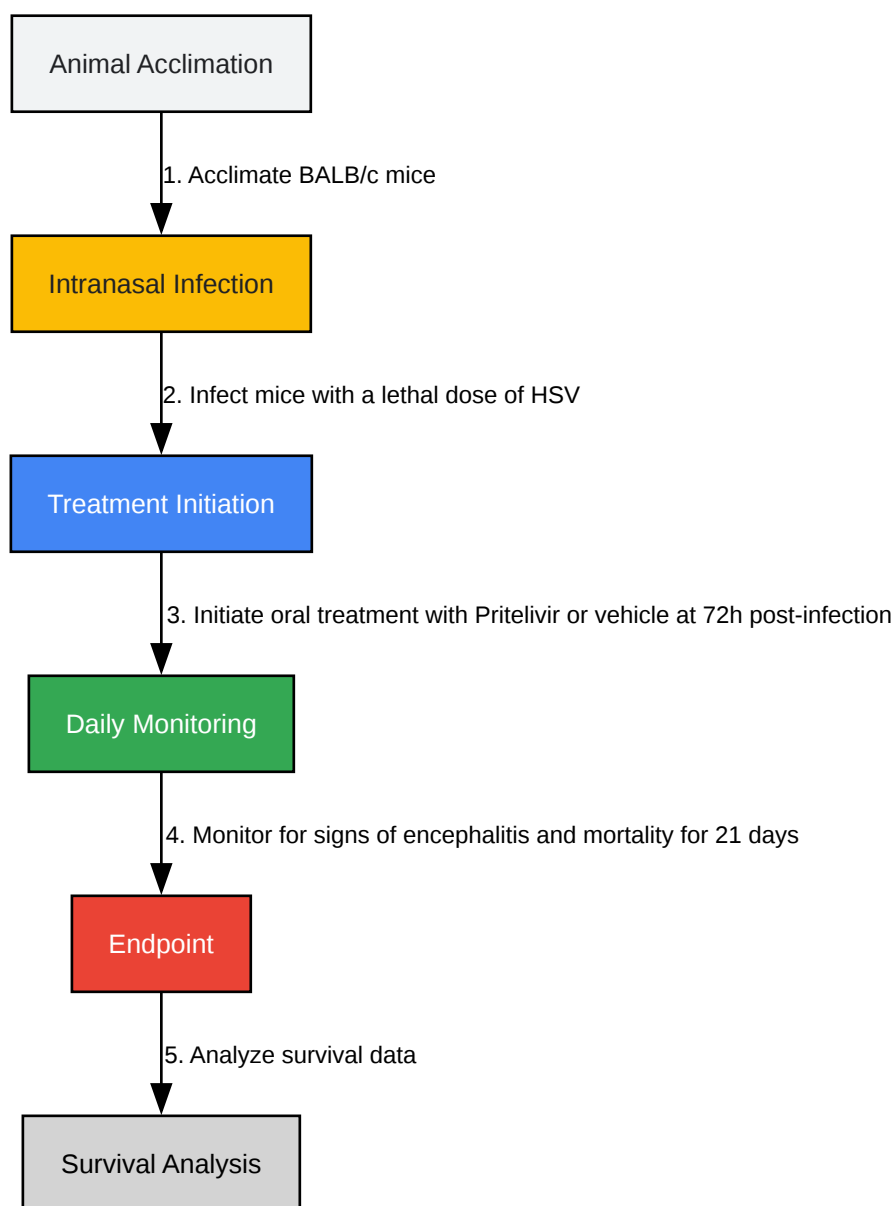 Animal Acclimation
1. Acclimate BALB/c mice
Intranasal Infection
2. Infect mice with a lethal dose of HSV
Treatment Initiation
3. Initiate oral treatment with Pritelivir or vehicle at 72h post-infection
Daily Monitoring
4. Monitor for signs of encephalitis and mortality for 21 days
Endpoint
5. Analyze survival data
Survival Analysis